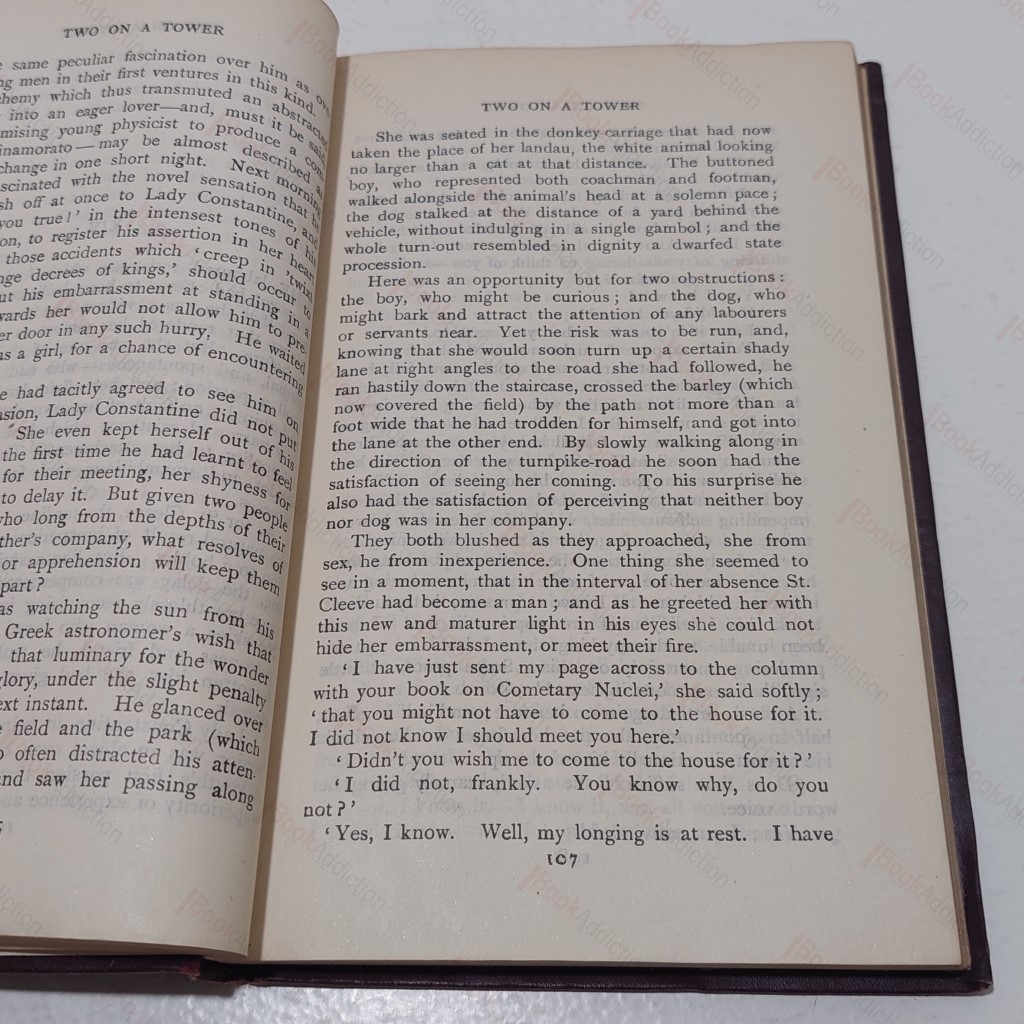 TWO ON A TOWER
same peculiar fascination over him as
men in their first ventures in this kind.
which thus transmuted an abstracted
into an eager lover—and, must it be said
young physicist to produce a
inamorato—may be almost described as
change in one short night. Next morning
with the novel sensation that he
off at once to Lady Constantine, and
you true!' in the intensest tones of his
on, to register his assertion in her heart
those accidents which 'creep in 'twixt
decrees of kings,' should occur to
his embarrassment at standing in a
her would not allow him to pre-
er door in any such hurry. He waited
as a girl, for a chance of encountering
had tacitly agreed to see him on
Lady Constantine did not put
She even kept herself out of his
the first time he had learnt to feel
for their meeting, her shyness for
to delay it. But given two people
who long from the depths of their
company, what resolves of
or apprehension will keep them
part?
as watching the sun from his
Greek astronomer's wish that
that luminary for the wonder
glory, under the slight penalty
instant. He glanced over
field and the park (which
often distracted his atten-
and saw her passing along
TWO ON A TOWER
She was seated in the donkey-carriage that had now
taken the place of her landau, the white animal looking
no larger than a cat at that distance. The buttoned
boy, who represented both coachman and footman,
walked alongside the animal's head at a solemn pace;
the dog stalked at the distance of a yard behind the
vehicle, without indulging in a single gambol; and the
whole turn-out resembled in dignity a dwarfed state
procession.
Here was an opportunity but for two obstructions:
the boy, who might be curious; and the dog, who
might bark and attract the attention of any labourers
or servants near. Yet the risk was to be run, and,
knowing that she would soon turn up a certain shady
lane at right angles to the road she had followed, he
ran hastily down the staircase, crossed the barley (which
now covered the field) by the path not more than a
foot wide that he had trodden for himself, and got into
the lane at the other end. By slowly walking along in
the direction of the turnpike-road he soon had the
satisfaction of seeing her coming. To his surprise he
also had the satisfaction of perceiving that neither boy
nor dog was in her company.
They both blushed as they approached, she from
sex, he from inexperience. One thing she seemed to
see in a moment, that in the interval of her absence St.
Cleeve had become a man; and as he greeted her with
this new and maturer light in his eyes she could not
hide her embarrassment, or meet their fire.
'I have just sent my page across to the column
with your book on Cometary Nuclei,' she said softly;
'that you might not have to come to the house for it.
I did not know I should meet you here.'
'Didn't you wish me to come to the house for it?'
'I did not, frankly. You know why, do you
not?'
'Yes, I know. Well, my longing is at rest. I have
107
BookAddiction